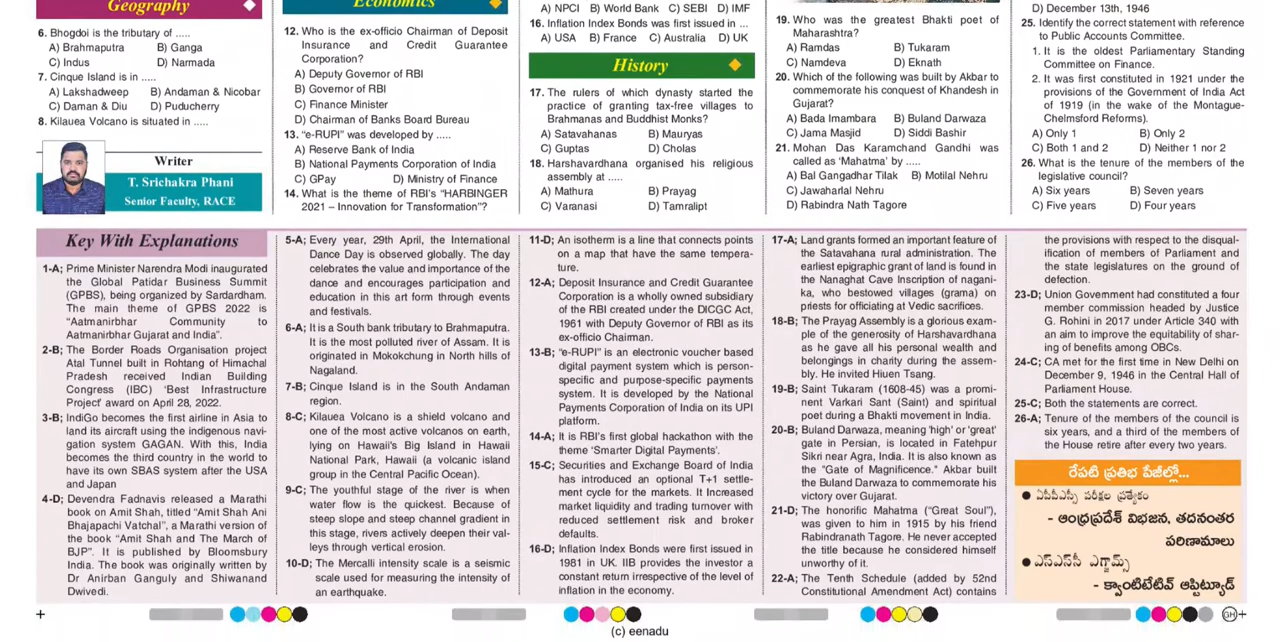 Geography
6. Bhogdoi is the tributary of .....
A) Brahmaputra B) Ganga
C) Indus D) Narmada
7. Cinque Island is in .....
A) Lakshadweep B) Andaman & Nicobar
C) Daman & Diu D) Puducherry
8. Kilauea Volcano is situated in .....
Writer
T. Srichakra Phani
Senior Faculty, RACE
Economics
12. Who is the ex-officio Chairman of Deposit
Insurance and Credit Guarantee
Corporation?
A) Deputy Governor of RBI
B) Governor of RBI
C) Finance Minister
D) Chairman of Banks Board Bureau
13. “e-RUPI” was developed by .....
A) Reserve Bank of India
B) National Payments Corporation of India
C) GPay D) Ministry of Finance
14. What is the theme of RBI's “HARBINGER
2021 – Innovation for Transformation”?
A) NPCI B) World Bank C) SEBI D) IMF
16. Inflation Index Bonds was first issued in ...
A) USA B) France C) Australia D) UK
History
17. The rulers of which dynasty started the
practice of granting tax-free villages to
Brahmanas and Buddhist Monks?
A) Satavahanas B) Mauryas
C) Guptas D) Cholas
18. Harshavardhana organised his religious
assembly at .....
A) Mathura B) Prayag
C) Varanasi D) Tamralipt
19. Who was the greatest Bhakti poet of
Maharashtra?
A) Ramdas B) Tukaram
C) Namdeva D) Eknath
20. Which of the following was built by Akbar to
commemorate his conquest of Khandesh in
Gujarat?
A) Bada Imambara B) Buland Darwaza
C) Jama Masjid D) Siddi Bashir
21. Mohan Das Karamchand Gandhi was
called as ‘Mahatma’ by .....
A) Bal Gangadhar Tilak B) Motilal Nehru
C) Jawaharlal Nehru
D) Rabindra Nath Tagore
D) December 13th, 1946
25. Identify the correct statement with reference
to Public Accounts Committee.
1. It is the oldest Parliamentary Standing
Committee on Finance.
2. It was first constituted in 1921 under the
provisions of the Government of India Act
of 1919 (in the wake of the Montague-
Chelmsford Reforms).
A) Only 1 B) Only 2
C) Both 1 and 2 D) Neither 1 nor 2
26. What is the tenure of the members of the
legislative council?
A) Six years B) Seven years
C) Five years D) Four years
Key With Explanations
1-A; Prime Minister Narendra Modi inaugurated
the Global Patidar Business Summit
(GPBS), being organized by Sardardham.
The main theme of GPBS 2022 is
“Aatmanirbhar Community to
Aatmanirbhar Gujarat and India”.
2-B; The Border Roads Organisation project
Atal Tunnel built in Rohtang of Himachal
Pradesh received Indian Building
Congress (IBC) ‘Best Infrastructure
Project’ award on April 28, 2022.
3-B; IndiGo becomes the first airline in Asia to
land its aircraft using the indigenous navi-
gation system GAGAN. With this, India
becomes the third country in the world to
have its own SBAS system after the USA
and Japan
4-D; Devendra Fadnavis released a Marathi
book on Amit Shah, titled “Amit Shah Ani
Bhajapachi Vatchal”, a Marathi version of
the book “Amit Shah and The March of
BJP”. It is published by Bloomsbury
India. The book was originally written by
Dr Anirban Ganguly and Shiwanand
Dwivedi.
5-A; Every year, 29th April, the International
Dance Day is observed globally. The day
celebrates the value and importance of the
dance and encourages participation and
education in this art form through events
and festivals.
6-A; It is a South bank tributary to Brahmaputra.
It is the most polluted river of Assam. It is
originated in Mokokchung in North hills of
Nagaland.
7-B; Cinque Island is in the South Andaman
region.
8-C; Kilauea Volcano is a shield volcano and
one of the most active volcanos on earth,
lying on Hawaii's Big Island in Hawaii
National Park, Hawaii (a volcanic island
group in the Central Pacific Ocean).
9-C; The youthful stage of the river is when
water flow is the quickest. Because of
steep slope and steep channel gradient in
this stage, rivers actively deepen their val-
leys through vertical erosion.
10-D; The Mercalli intensity scale is a seismic
scale used for measuring the intensity of
an earthquake.
11-D; An isotherm is a line that connects points
on a map that have the same tempera-
ture.
12-A; Deposit Insurance and Credit Guarantee
Corporation is a wholly owned subsidiary
of the RBI created under the DICGC Act,
1961 with Deputy Governor of RBI as its
ex-officio Chairman.
13-B; “e-RUPI” is an electronic voucher based
digital payment system which is person-
specific and purpose-specific payments
system. It is developed by the National
Payments Corporation of India on its UPI
platform.
14-A; It is RBI's first global hackathon with the
theme ‘Smarter Digital Payments’.
15-C; Securities and Exchange Board of India
has introduced an optional T+1 settle-
ment cycle for the markets. It Increased
market liquidity and trading turnover with
reduced settlement risk and broker
defaults.
16-D; Inflation Index Bonds were first issued in
1981 in UK. IIB provides the investor a
constant return irrespective of the level of
inflation in the economy.
17-A; Land grants formed an important feature of
the Satavahana rural administration. The
earliest epigraphic grant of land is found in
the Nanaghat Cave Inscription of nagani-
ka, who bestowed villages (grama) on
priests for officiating at Vedic sacrifices.
18-B; The Prayag Assembly is a glorious exam-
ple of the generosity of Harshavardhana
as he gave all his personal wealth and
belongings in charity during the assem-
bly. He invited Hiuen Tsang.
19-B; Saint Tukaram (1608-45) was a promi-
nent Varkari Sant (Saint) and spiritual
poet during a Bhakti movement in India.
20-B; Buland Darwaza, meaning 'high' or 'great'
gate in Persian, is located in Fatehpur
Sikri near Agra, India. It is also known as
the "Gate of Magnificence." Akbar built
the Buland Darwaza to commemorate his
victory over Gujarat.
21-D; The honorific Mahatma (“Great Soul”),
was given to him in 1915 by his friend
Rabindranath Tagore. He never accepted
the title because he considered himself
unworthy of it.
22-A; The Tenth Schedule (added by 52nd
Constitutional Amendment Act) contains
the provisions with respect to the disqual-
ification of members of Parliament and
the state legislatures on the ground of
defection.
23-D; Union Government had constituted a four
member commission headed by Justice
G. Rohini in 2017 under Article 340 with
an aim to improve the equitability of shar-
ing of benefits among OBCs.
24-C; CA met for the first time in New Delhi on
December 9, 1946 in the Central Hall of
Parliament House.
25-C; Both the statements are correct.
26-A; Tenure of the members of the council is
six years, and a third of the members of
the House retire after every two years.
రేపటి ప్రతిభ పేజీల్లో...
● ఏపీపీఎస్సీ పరీక్షల ప్రత్యేకం
- ఆంధ్రప్రదేశ్ విభజన, తదనంతర
పరిణామాలు
● ఎస్ఎస్‌సీ ఎగ్జామ్స్
- క్వాంటిటేటివ్ ఆప్టిట్యూడ్
GH
(c) eenadu